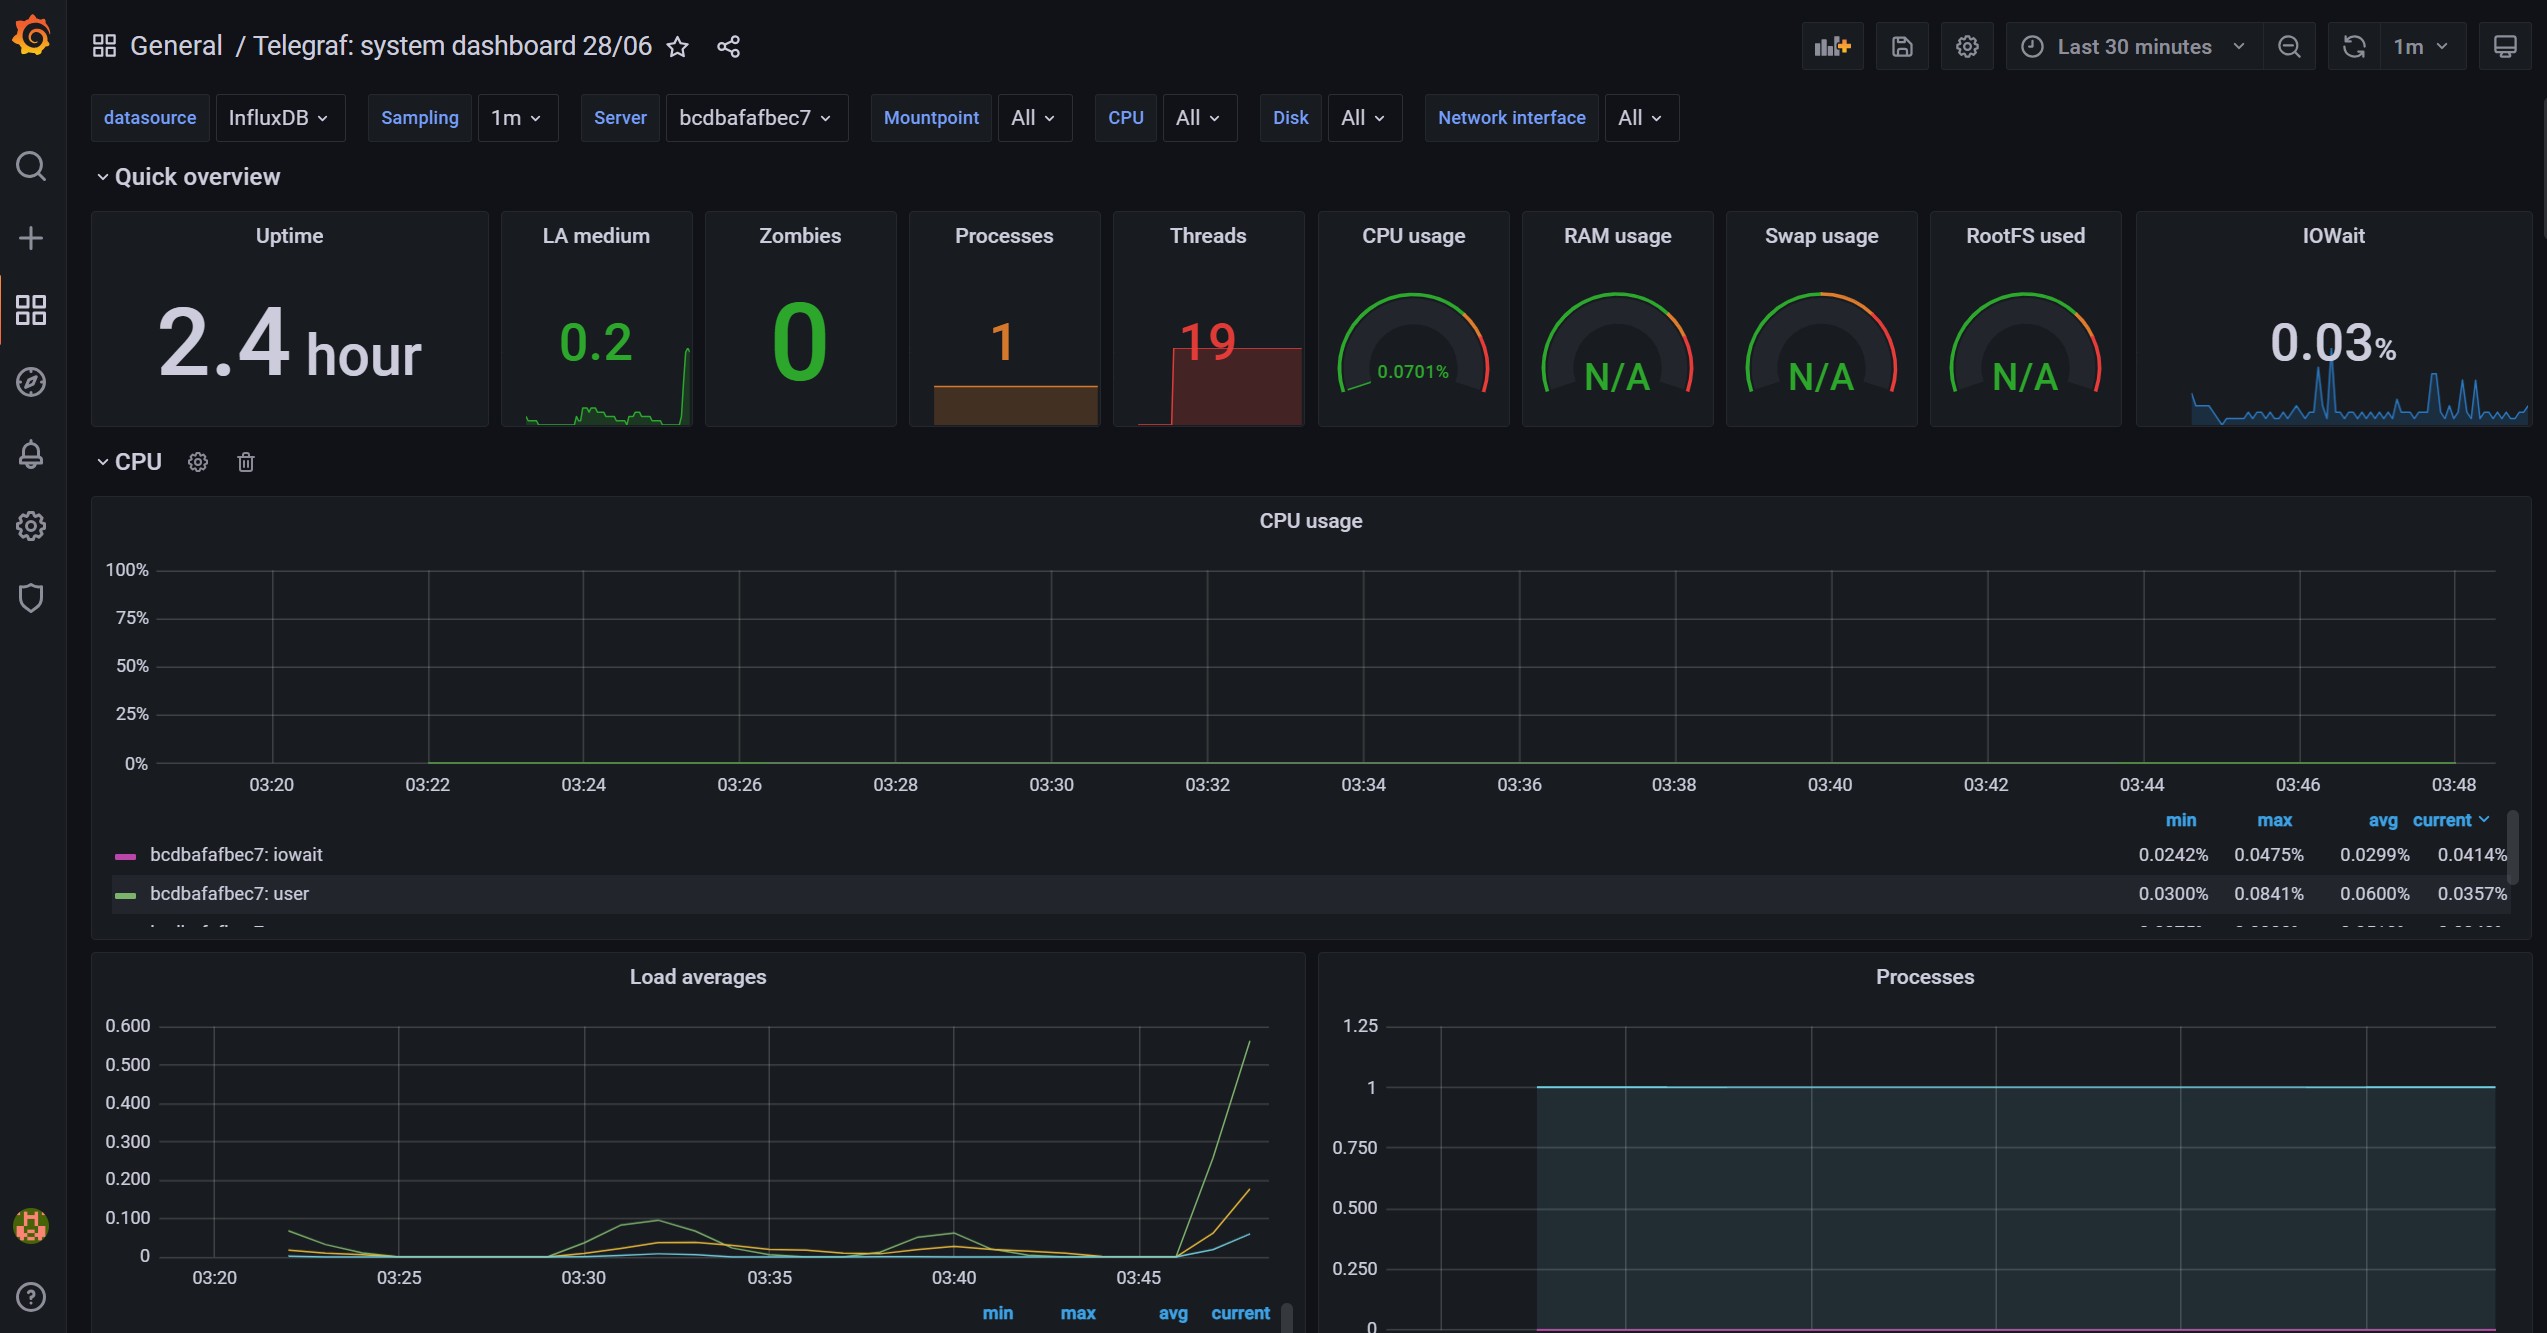 General / Telegraf: system dashboard 28/06
Last 30 minutes
1m
datasource InfluxDB Sampling 1m Server bcdbafafbec7 Mountpoint All CPU All Disk All Network interface All
Quick overview
Uptime
2.4 hour
LA medium
0.2
Zombies
0
Processes
1
Threads
19
CPU usage
0.0701%
RAM usage
N/A
Swap usage
N/A
RootFS used
N/A
IOWait
0.03%
CPU
CPU usage
100%
75%
50%
25%
0%
03:20 03:22 03:24 03:26 03:28 03:30 03:32 03:34 03:36 03:38 03:40 03:42 03:44 03:46 03:48
min max avg current
bcdbafafbec7: iowait 0.0242% 0.0475% 0.0299% 0.0414%
bcdbafafbec7: user 0.0300% 0.0841% 0.0600% 0.0357%
Load averages
0.600
0.500
0.400
0.300
0.200
0.100
0
03:20 03:25 03:30 03:35 03:40 03:45
min max avg current
Processes
1.25
1
0.750
0.500
0.250
0